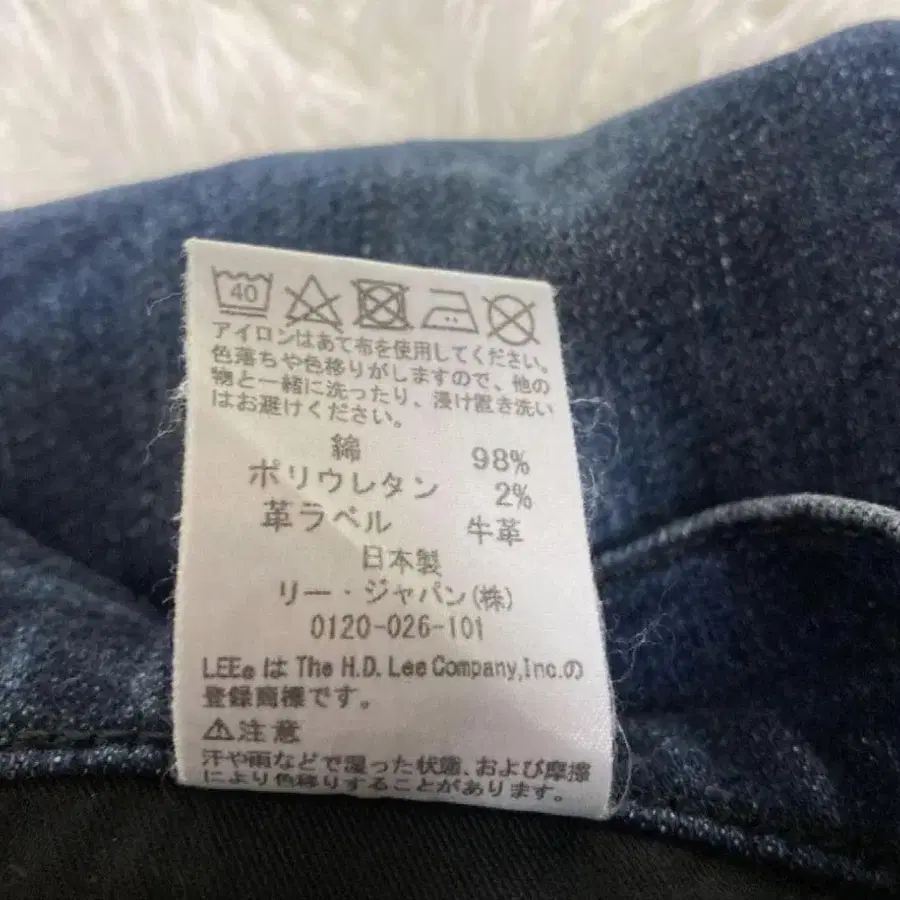 40
アイロンはあて布を使用してください。
色落ちや色移りがしますので、他の
物と一緒に洗ったり、浸け置き洗い
はお避けください。
綿 98%
ポリウレタン 2%
革ラベル 牛革
日本製
リー・ジャパン(株)
0120-026-101
LEE® は The H.D. Lee Company,Inc.の
登録商標です。
⚠注意
汗や雨などで湿った状態、および摩擦
により色移りすることがあります。